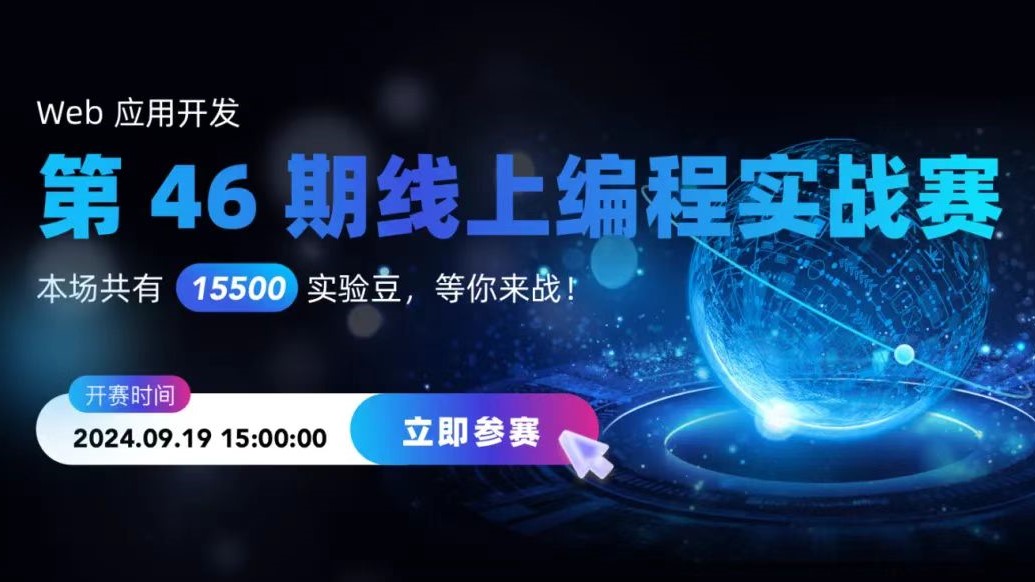 Web 应用开发
第 46 期线上编程实战赛
本场共有 15500 实验豆，等你来战！
开赛时间
2024.09.19 15:00:00
立即参赛